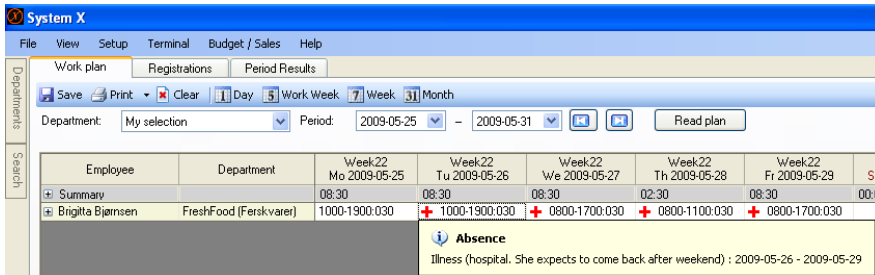 System X
File View Setup Terminal Budget / Sales Help
Work plan Registrations Period Results
Departments
Save Print Clear 1 Day 5 Work Week 7 Week 31 Month
Department: My selection Period: 2009-05-25 – 2009-05-31 Read plan
Search
Employee Department Week22 Week22 Week22 Week22 Week22
Mo 2009-05-25 Tu 2009-05-26 We 2009-05-27 Th 2009-05-28 Fr 2009-05-29 S
Summary 08:30 08:30 08:30 02:30 08:30 00:
Brigitta Bjørnsen FreshFood (Ferskvarer) 1000-1900:030 1000-1900:030 0800-1700:030 0800-1100:030 0800-1700:030
Absence
Illness (hospital. She expects to come back after weekend) : 2009-05-26 - 2009-05-29